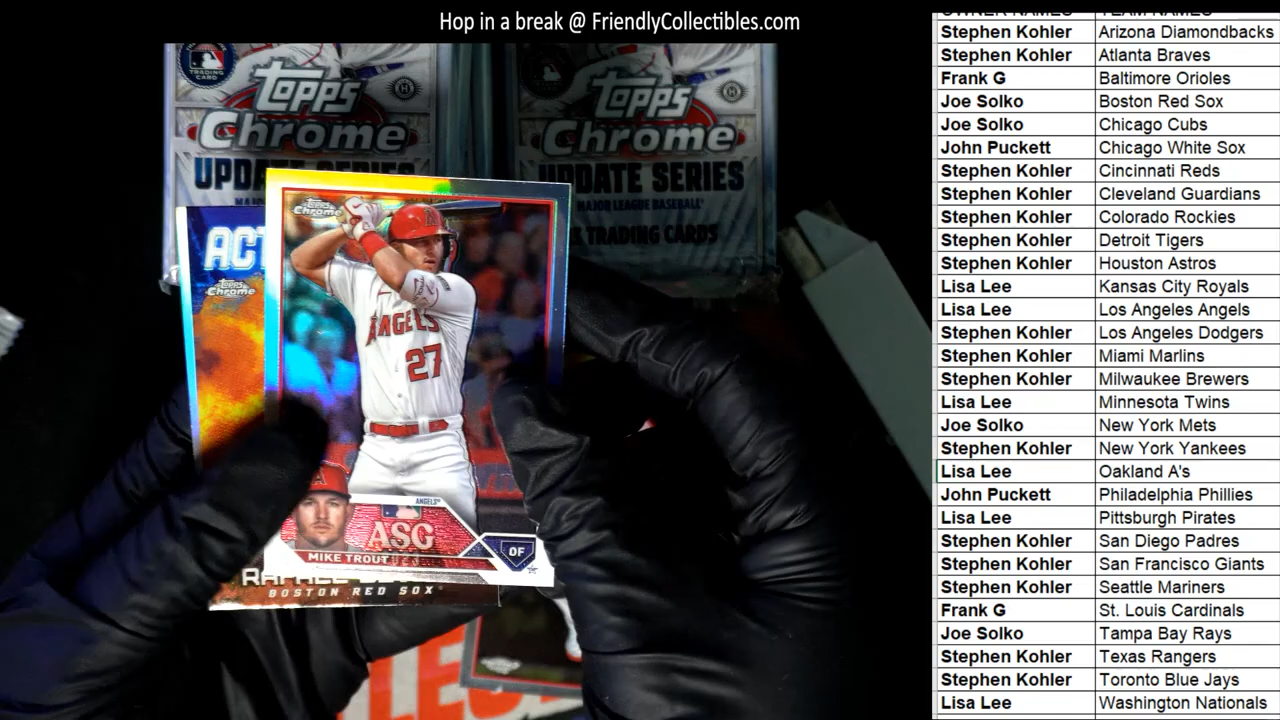 Hop in a break @ FriendlyCollectibles.com
OWNER NAMES TEAM NAMES
Stephen Kohler Arizona Diamondbacks
Stephen Kohler Atlanta Braves
Frank G Baltimore Orioles
Joe Solko Boston Red Sox
Joe Solko Chicago Cubs
John Puckett Chicago White Sox
Stephen Kohler Cincinnati Reds
Stephen Kohler Cleveland Guardians
Stephen Kohler Colorado Rockies
Stephen Kohler Detroit Tigers
Stephen Kohler Houston Astros
Lisa Lee Kansas City Royals
Lisa Lee Los Angeles Angels
Stephen Kohler Los Angeles Dodgers
Stephen Kohler Miami Marlins
Stephen Kohler Milwaukee Brewers
Lisa Lee Minnesota Twins
Joe Solko New York Mets
Stephen Kohler New York Yankees
Lisa Lee Oakland A's
John Puckett Philadelphia Phillies
Lisa Lee Pittsburgh Pirates
Stephen Kohler San Diego Padres
Stephen Kohler San Francisco Giants
Stephen Kohler Seattle Mariners
Frank G St. Louis Cardinals
Joe Solko Tampa Bay Rays
Stephen Kohler Texas Rangers
Stephen Kohler Toronto Blue Jays
Lisa Lee Washington Nationals
TRADING CARD
Topps
Chrome
Topps
Chrome
UPDATE SERIES
MAJOR LEAGUE BASEBALL
TRADING CARDS
ACT
Topps
Chrome
Topps
Chrome
ANGELS
27
ANGELS
ASG
MIKE TROUT
OF
BOSTON RED SOX